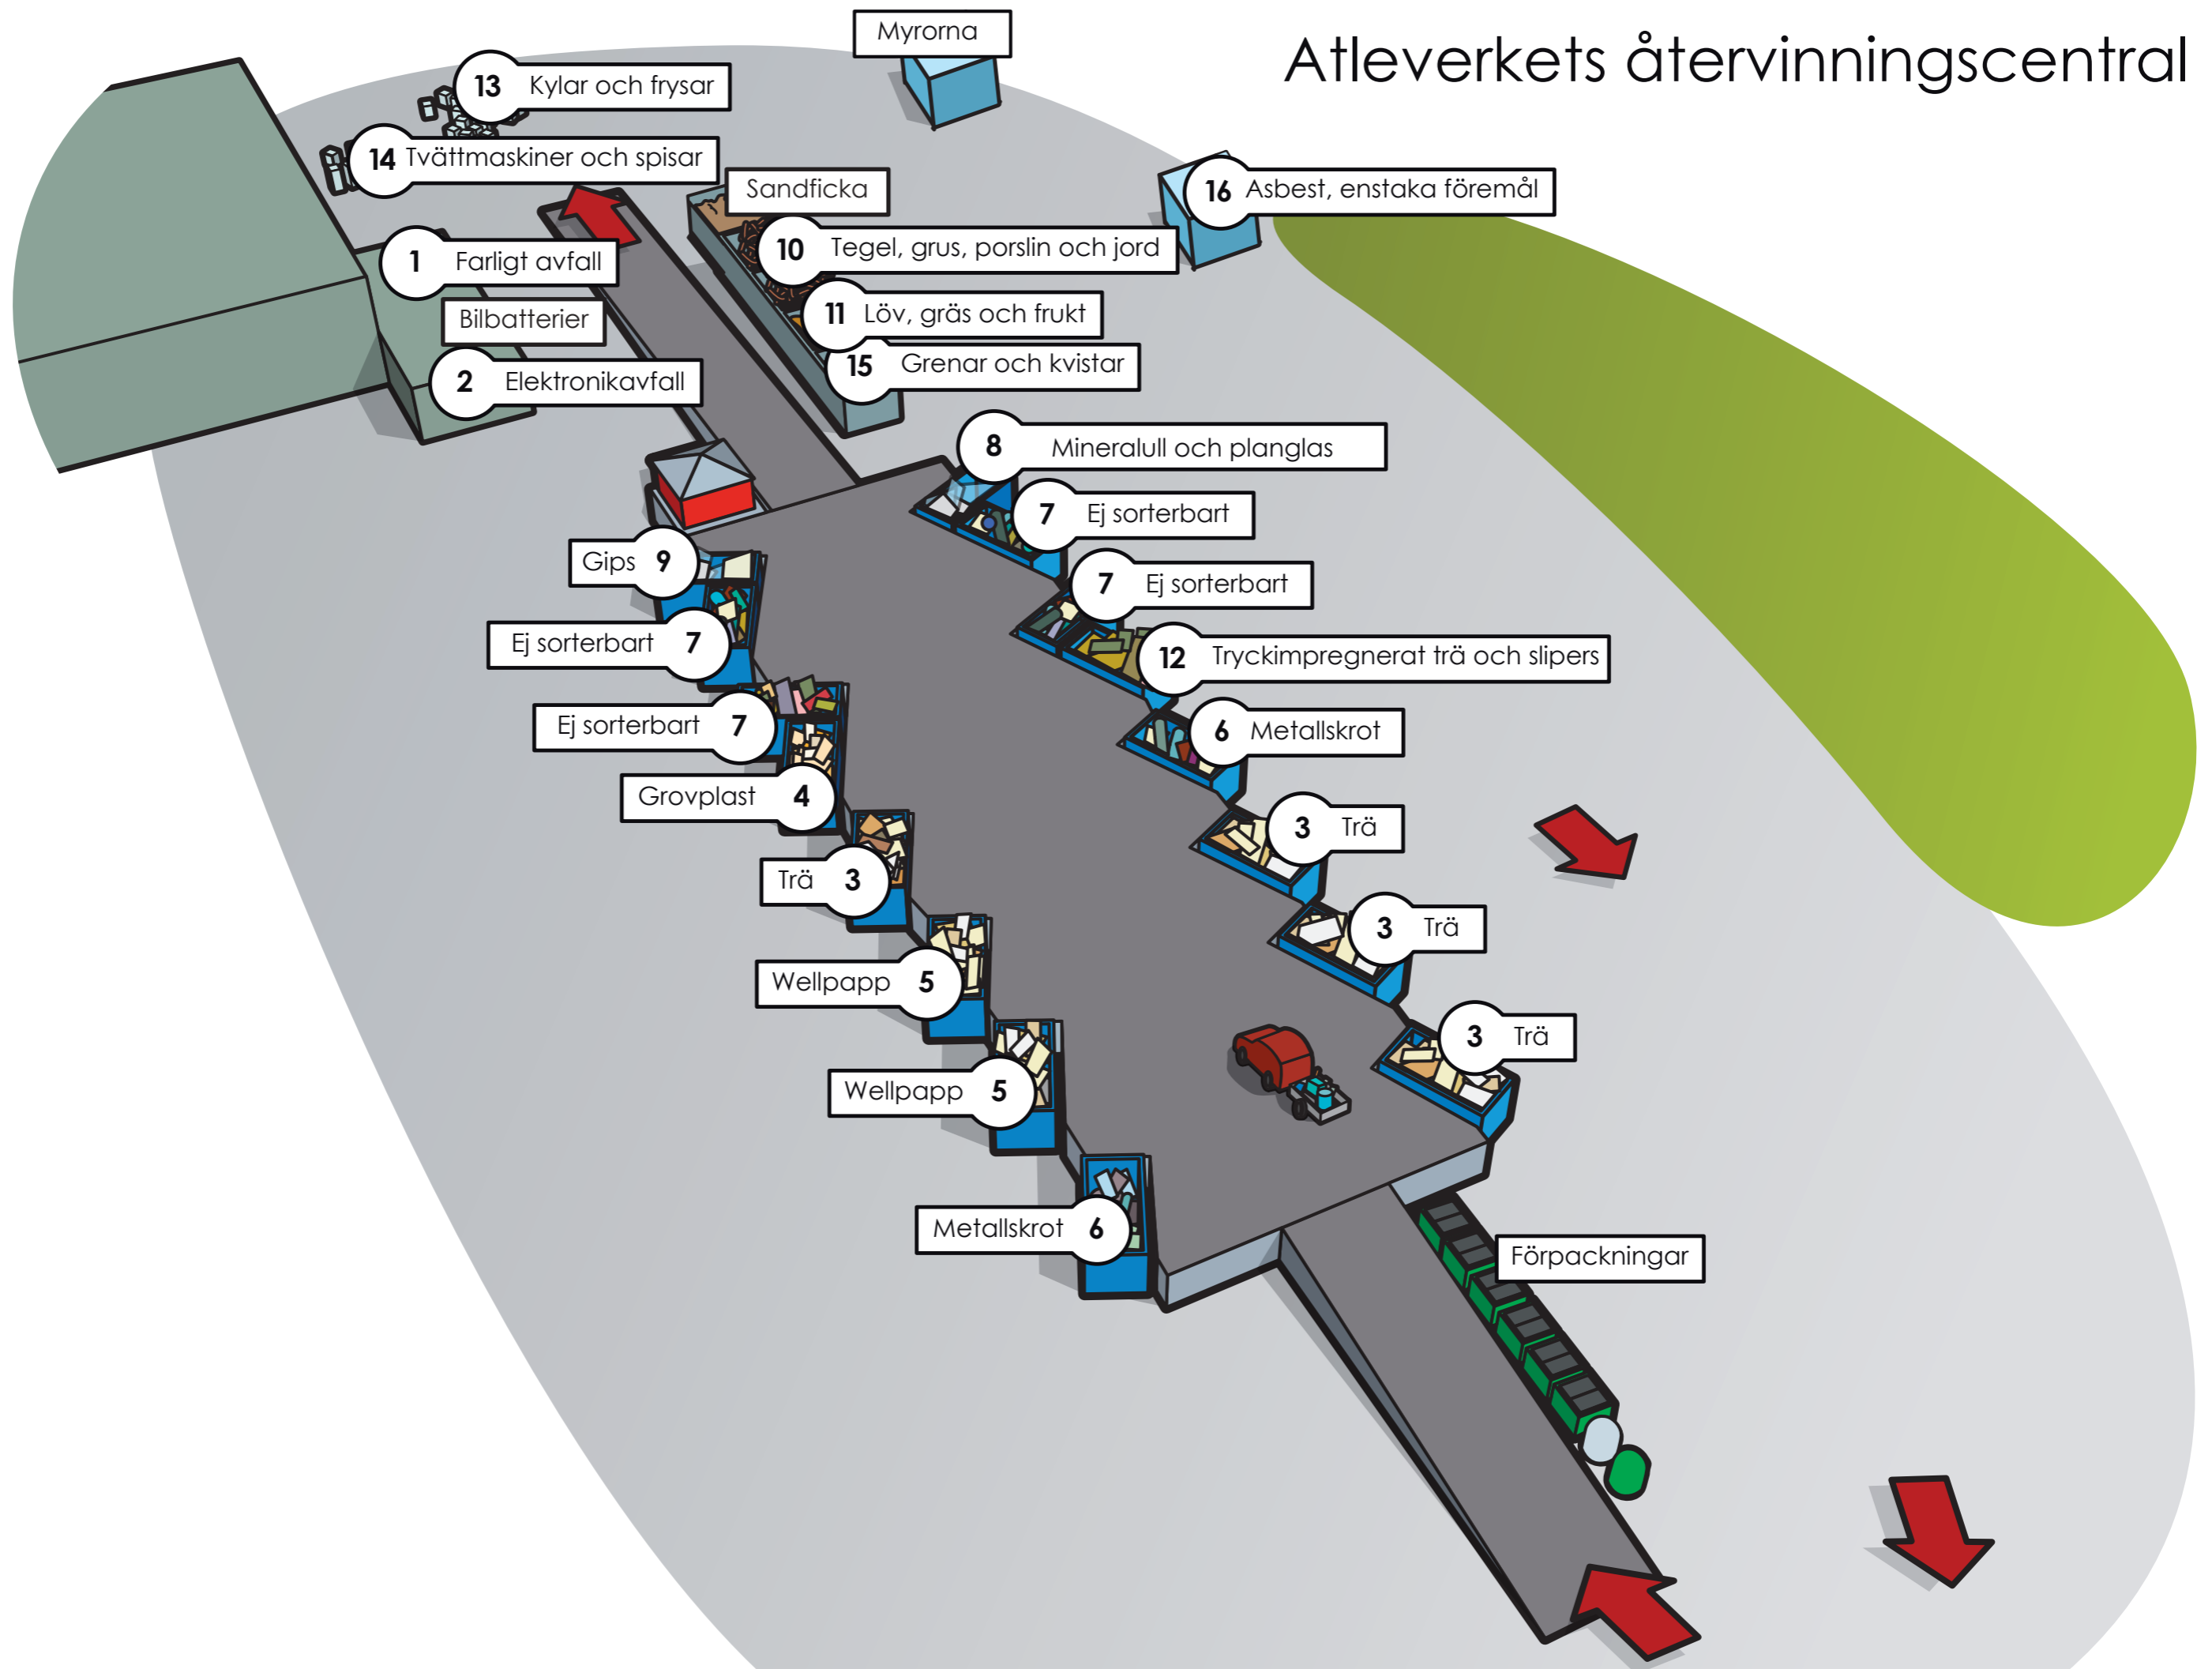 Atleverkets återvinningscentral
Myrorna
13 Kylar och frysar
14 Tvättmaskiner och spisar
Sandficka
16 Asbest, enstaka föremål
10 Tegel, grus, porslin och jord
1 Farligt avfall
11 Löv, gräs och frukt
Bilbatterier
15 Grenar och kvistar
2 Elektronikavfall
8 Mineralull och planglas
7 Ej sorterbart
Gips 9
7 Ej sorterbart
Ej sorterbart 7
12 Tryckimpregnerat trä och slipers
Ej sorterbart 7
6 Metallskrot
Grovplast 4
3 Trä
Trä 3
3 Trä
Wellpapp 5
3 Trä
Wellpapp 5
Metallskrot 6
Förpackningar